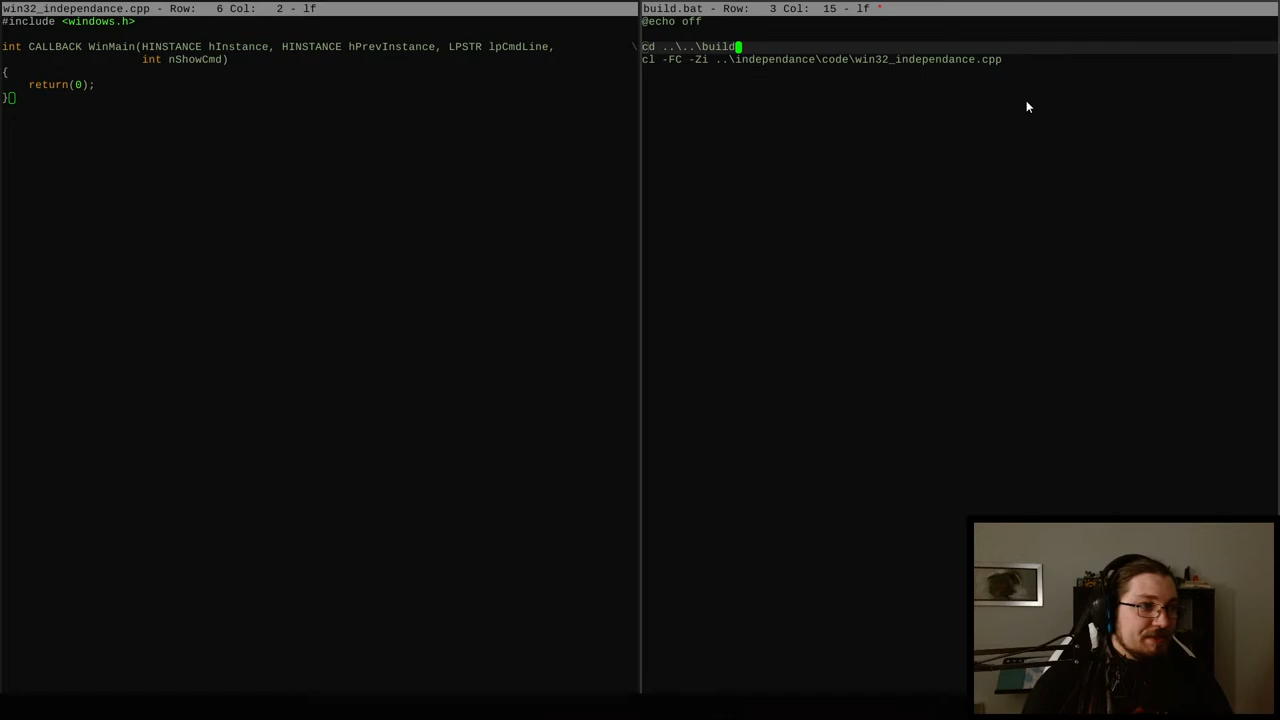 win32_independance.cpp - Row:   6 Col:   2 - lf
#include <windows.h>
int CALLBACK WinMain(HINSTANCE hInstance, HINSTANCE hPrevInstance, LPSTR lpCmdLine,            \
                     int nShowCmd)
{
    return(0);
}
build.bat - Row:   3 Col:  15 - lf *
@echo off
cd ..\..\build
cl -FC -Zi ..\independance\code\win32_independance.cpp